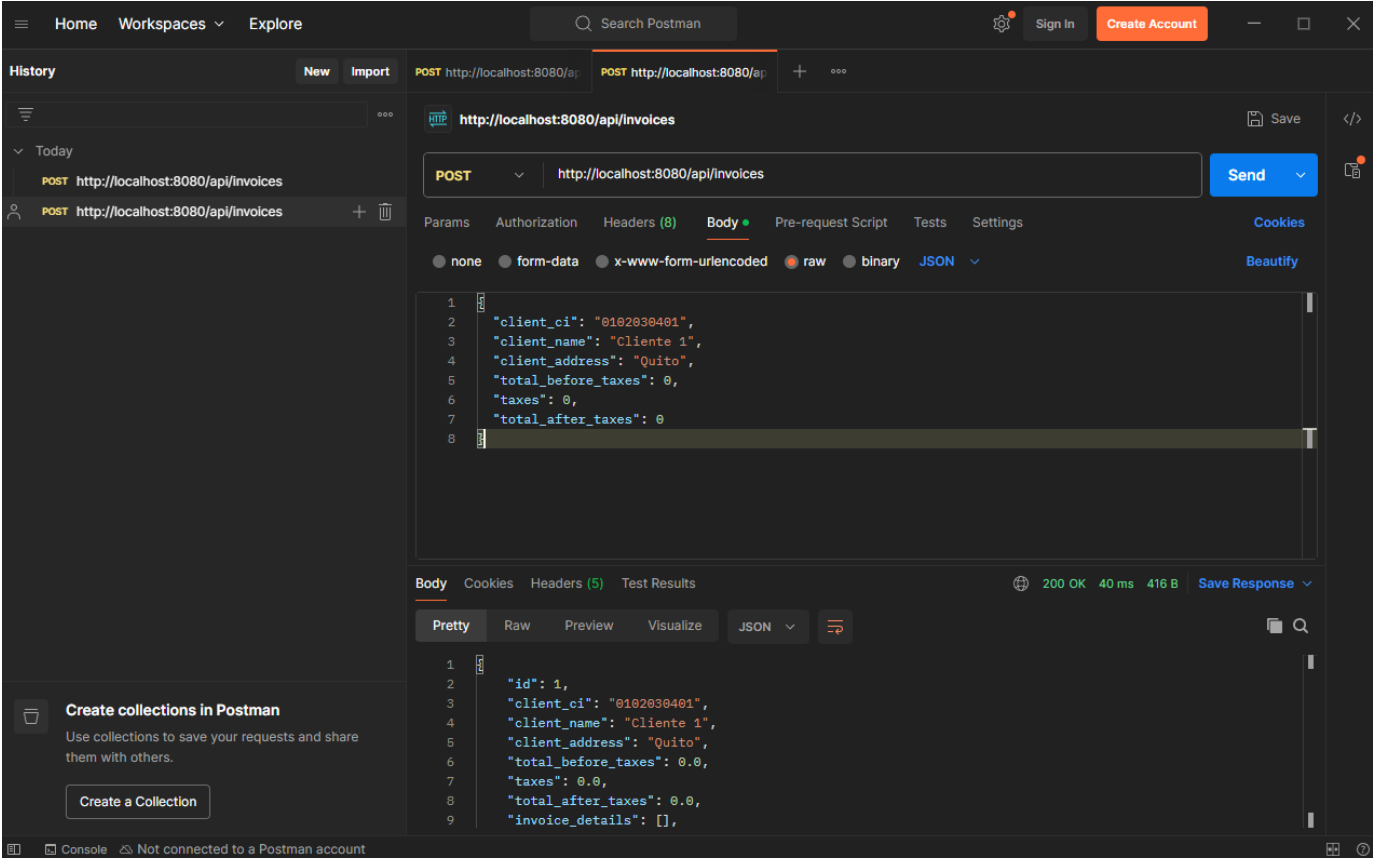 Home Workspaces Explore Search Postman Sign In Create Account
History New Import
POST http://localhost:8080/ap POST http://localhost:8080/ap
HTTP http://localhost:8080/api/invoices Save </>
Today
POST http://localhost:8080/api/invoices
POST http://localhost:8080/api/invoices
POST http://localhost:8080/api/invoices Send
Params Authorization Headers (8) Body Pre-request Script Tests Settings Cookies
none form-data x-www-form-urlencoded raw binary JSON Beautify
1 {
2 "client_ci": "0102030401",
3 "client_name": "Cliente 1",
4 "client_address": "Quito",
5 "total_before_taxes": 0,
6 "taxes": 0,
7 "total_after_taxes": 0
8 }
Body Cookies Headers (5) Test Results 200 OK 40 ms 416 B Save Response
Pretty Raw Preview Visualize JSON
1 {
2 "id": 1,
3 "client_ci": "0102030401",
4 "client_name": "Cliente 1",
5 "client_address": "Quito",
6 "total_before_taxes": 0.0,
7 "taxes": 0.0,
8 "total_after_taxes": 0.0,
9 "invoice_details": [],
Create collections in Postman
Use collections to save your requests and share
them with others.
Create a Collection
Console Not connected to a Postman account